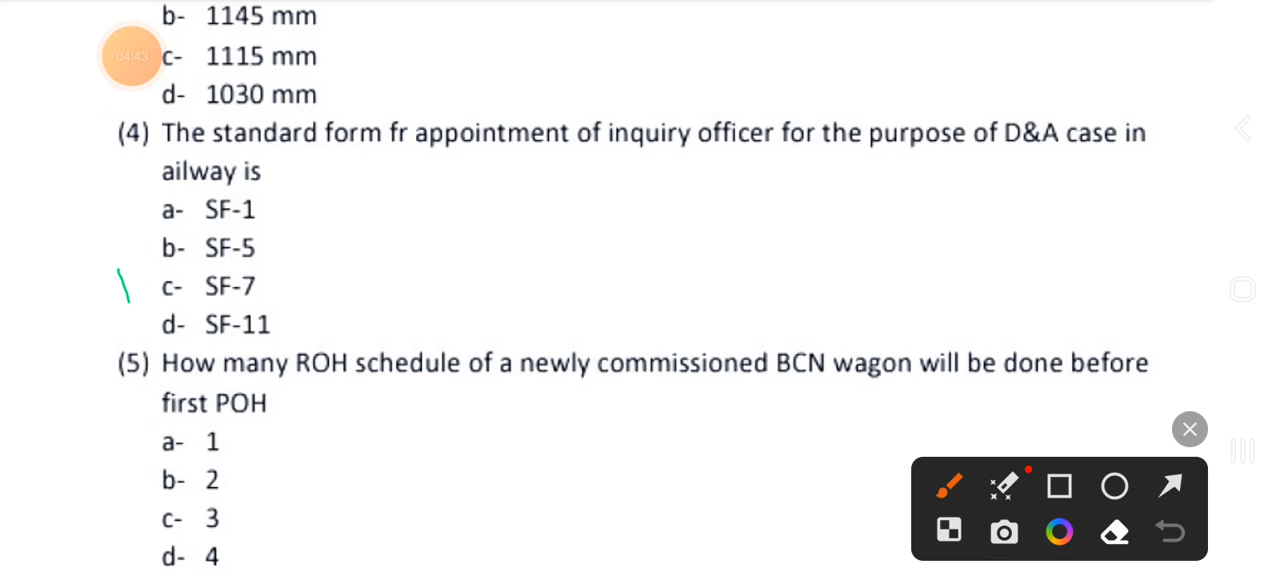 b- 1145 mm
04:43
c- 1115 mm
d- 1030 mm
(4) The standard form fr appointment of inquiry officer for the purpose of D&A case in
ailway is
a- SF-1
b- SF-5
c- SF-7
d- SF-11
(5) How many ROH schedule of a newly commissioned BCN wagon will be done before
first POH
a- 1
b- 2
c- 3
d- 4